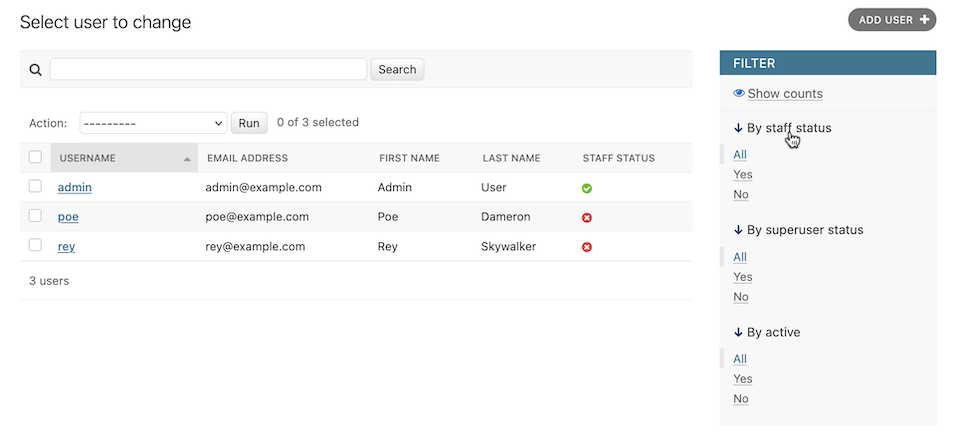 Select user to change
ADD USER
Search
Action: --------- Run 0 of 3 selected
USERNAME EMAIL ADDRESS FIRST NAME LAST NAME STAFF STATUS
admin admin@example.com Admin User
poe poe@example.com Poe Dameron
rey rey@example.com Rey Skywalker
3 users
FILTER
Show counts
By staff status
All
Yes
No
By superuser status
All
Yes
No
By active
All
Yes
No